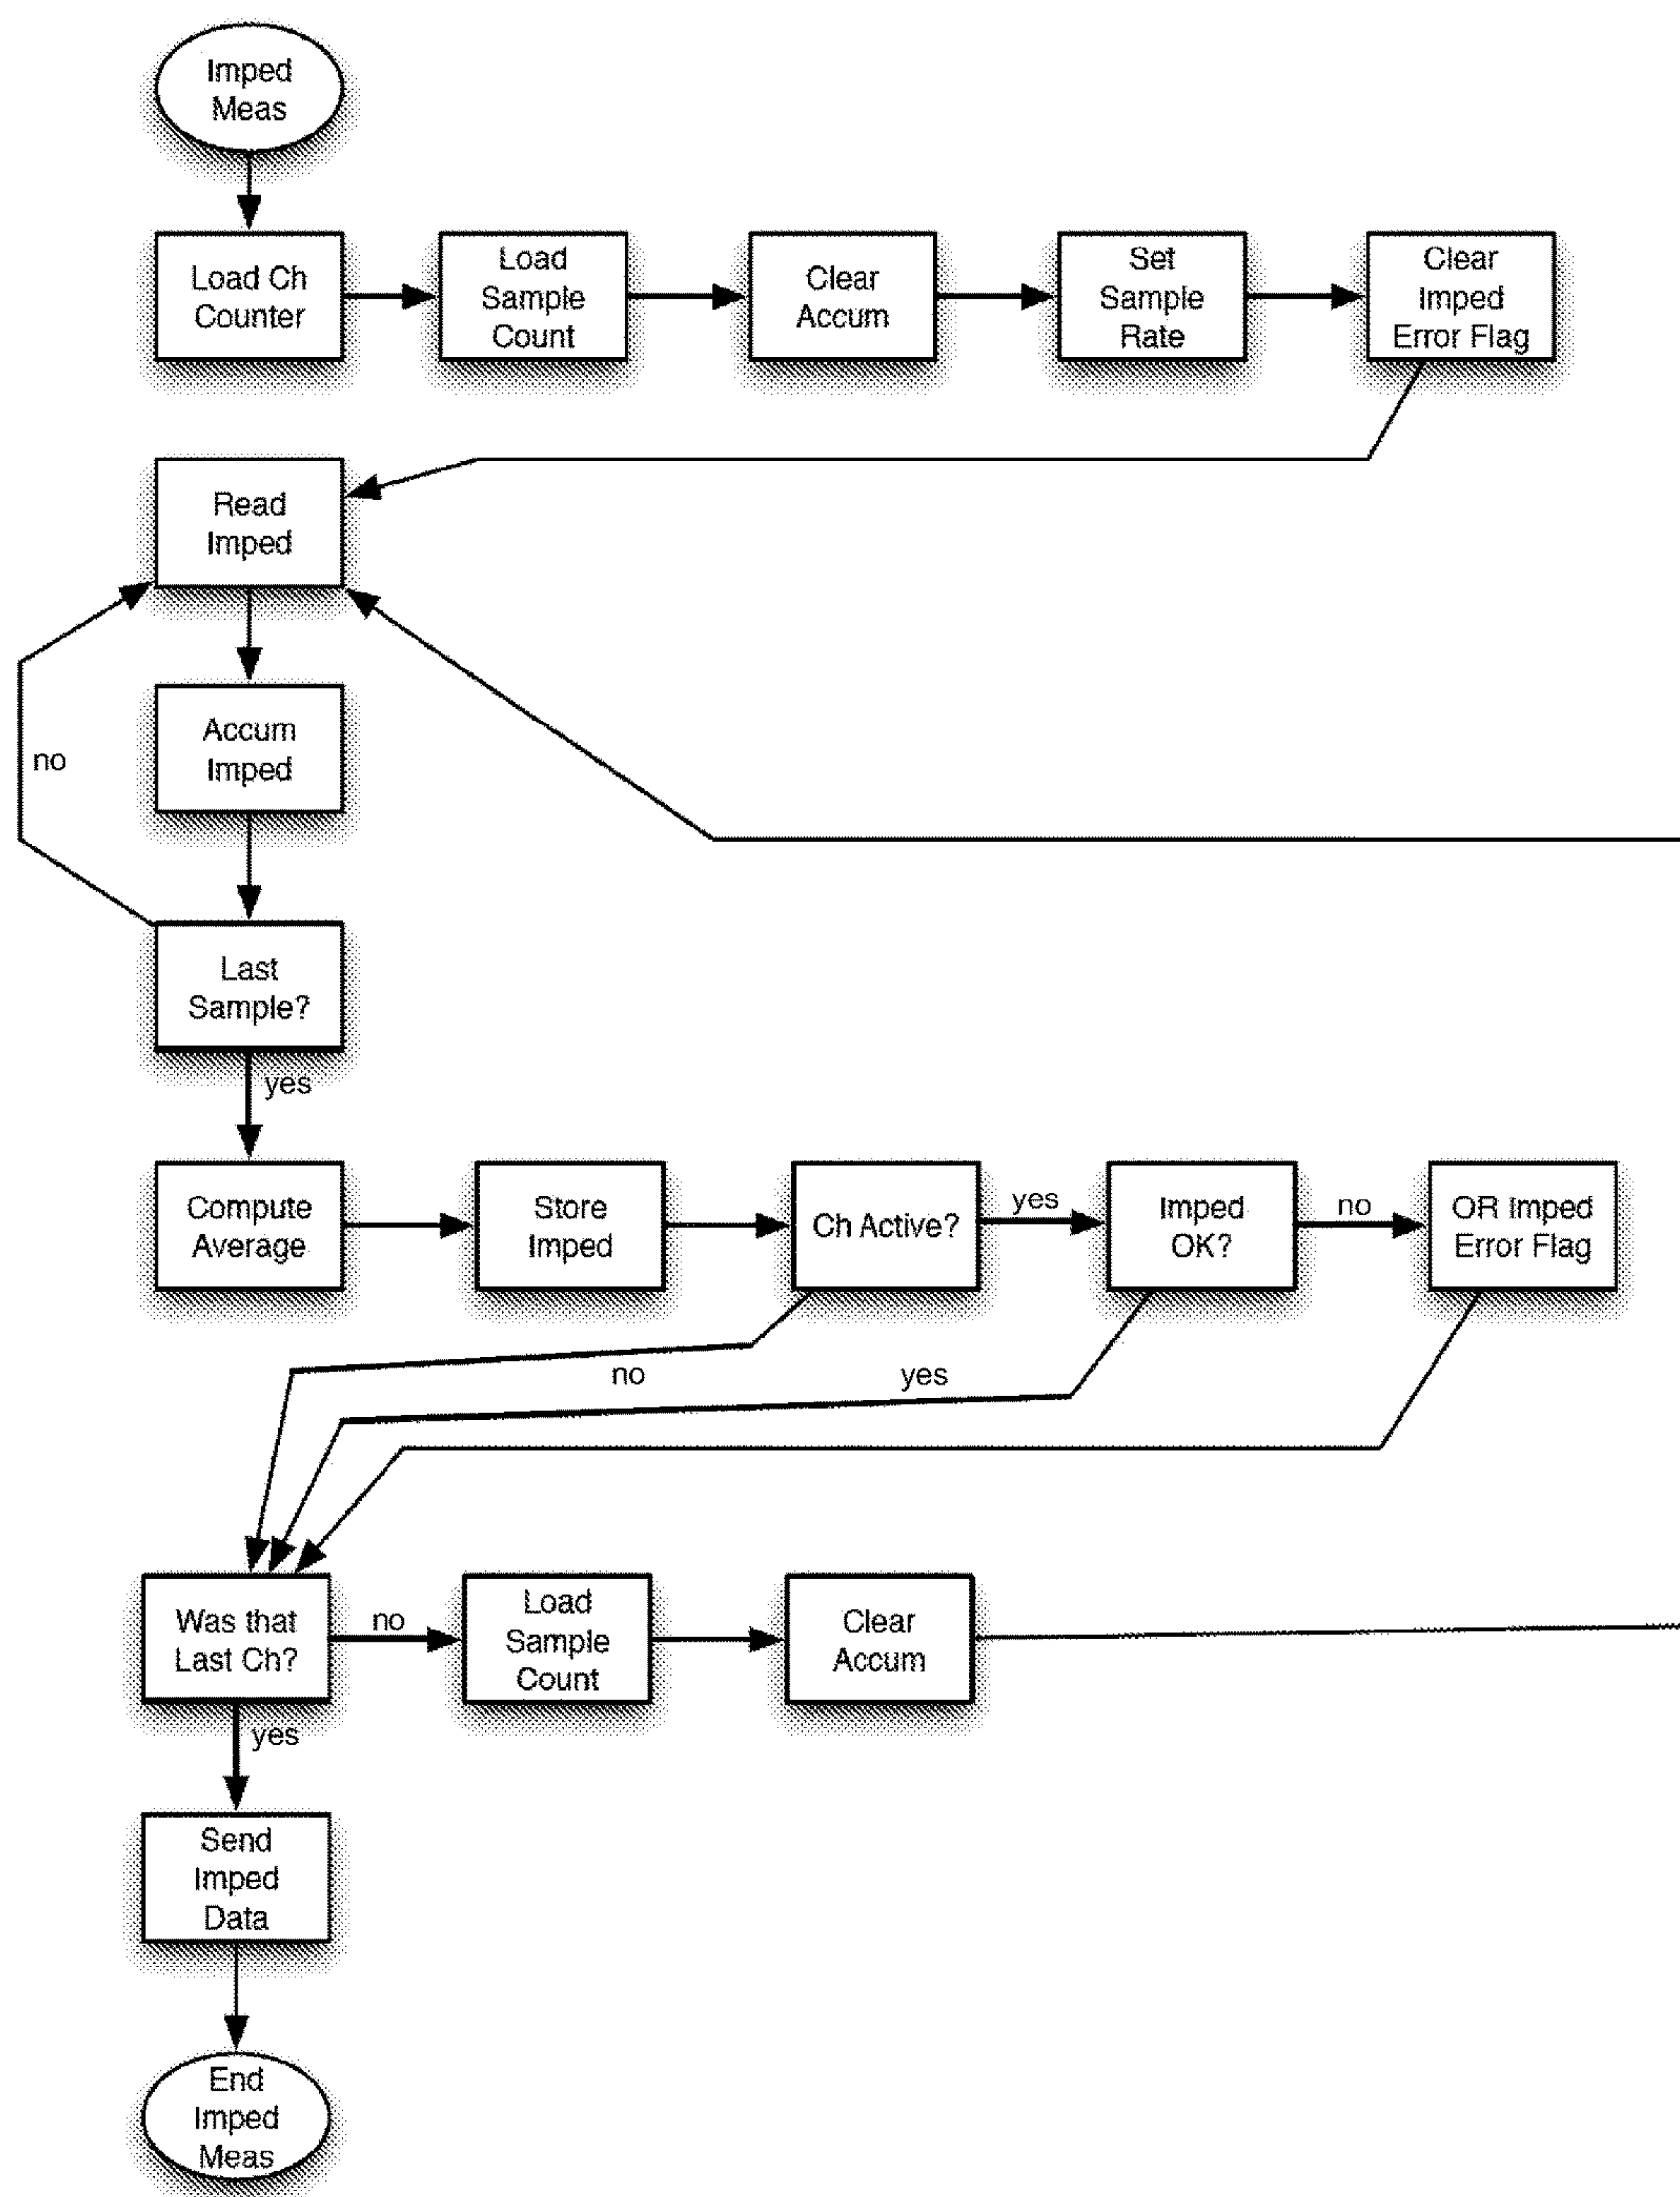 Imped
Meas
Load Ch
Counter
Load
Sample
Count
Clear
Accum
Set
Sample
Rate
Clear
Imped
Error Flag
Read
Imped
Accum
Imped
no
Last
Sample?
yes
Compute
Average
Store
Imped
Ch Active?
yes
Imped
OK?
no
OR Imped
Error Flag
no
yes
Was that
Last Ch?
no
Load
Sample
Count
Clear
Accum
yes
Send
Imped
Data
End
Imped
Meas